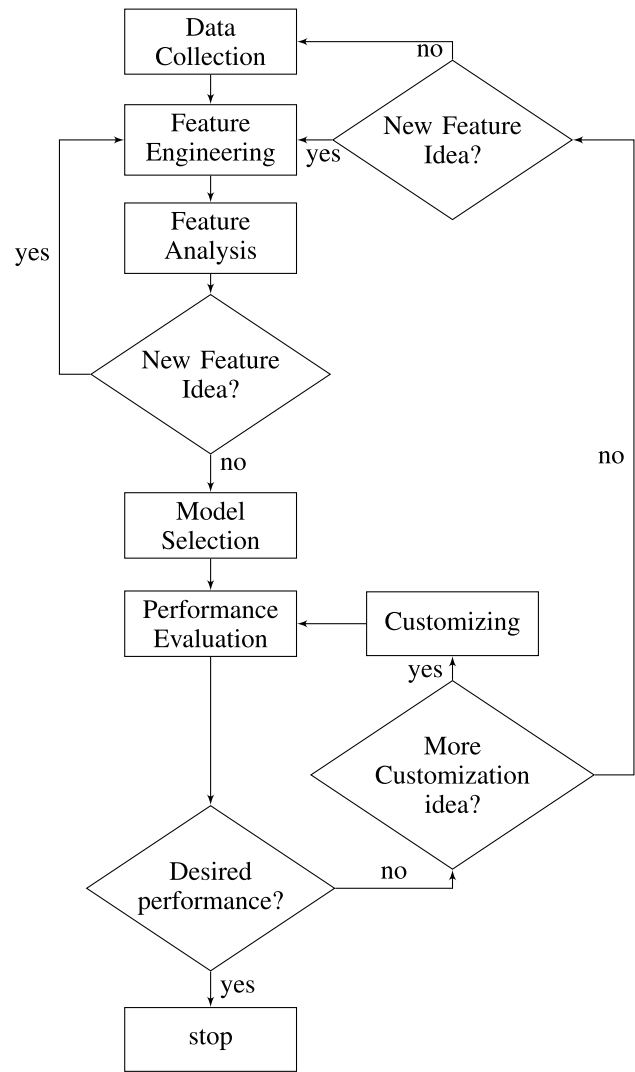 Data
Collection
no
Feature
Engineering
yes
New Feature
Idea?
Feature
Analysis
yes
New Feature
Idea?
no
no
Model
Selection
Performance
Evaluation
Customizing
yes
More
Customization
idea?
Desired
performance?
no
yes
stop